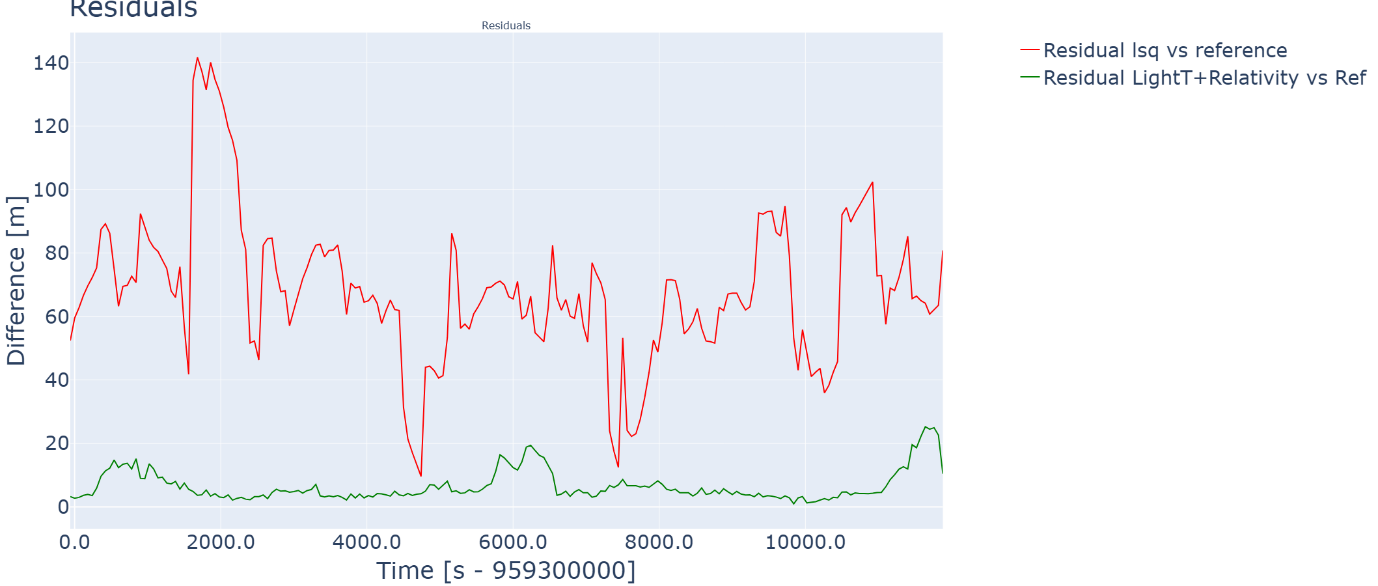 Residuals
Residuals
Residual lsq vs reference
Residual LightT+Relativity vs Ref
Difference [m]
140
120
100
80
60
40
20
0
0.0 2000.0 4000.0 6000.0 8000.0 10000.0
Time [s - 959300000]